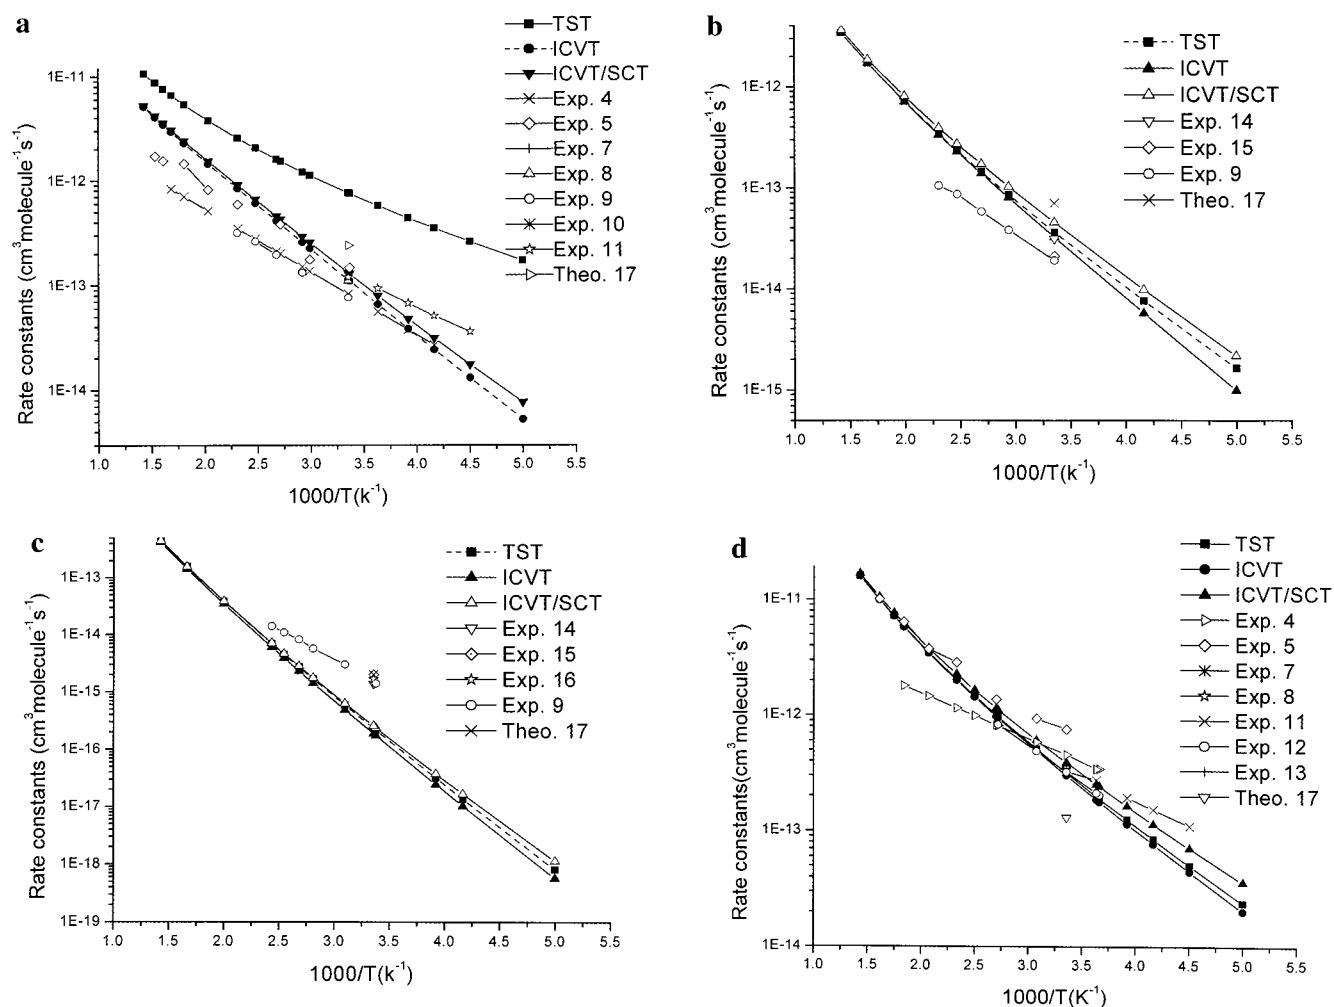 a
TST
ICVT
ICVT/SCT
Exp. 4
Exp. 5
Exp. 7
Exp. 8
Exp. 9
Exp. 10
Exp. 11
Theo. 17
Rate constants (cm³molecule⁻¹s⁻¹)
1E-11
1E-12
1E-13
1E-14
1.0 1.5 2.0 2.5 3.0 3.5 4.0 4.5 5.0 5.5
1000/T(k⁻¹)
b
TST
ICVT
ICVT/SCT
Exp. 14
Exp. 15
Exp. 9
Theo. 17
Rate constants (cm³molecule⁻¹s⁻¹)
1E-12
1E-13
1E-14
1E-15
1.0 1.5 2.0 2.5 3.0 3.5 4.0 4.5 5.0 5.5
1000/T(k⁻¹)
c
TST
ICVT
ICVT/SCT
Exp. 14
Exp. 15
Exp. 16
Exp. 9
Theo. 17
Rate constants (cm³molecule⁻¹s⁻¹)
1E-13
1E-14
1E-15
1E-16
1E-17
1E-18
1E-19
1.0 1.5 2.0 2.5 3.0 3.5 4.0 4.5 5.0 5.5
1000/T(k⁻¹)
d
TST
ICVT
ICVT/SCT
Exp. 4
Exp. 5
Exp. 7
Exp. 8
Exp. 11
Exp. 12
Exp. 13
Theo. 17
Rate constants(cm³molecule⁻¹s⁻¹)
1E-11
1E-12
1E-13
1E-14
1.0 1.5 2.0 2.5 3.0 3.5 4.0 4.5 5.0 5.5
1000/T(K⁻¹)